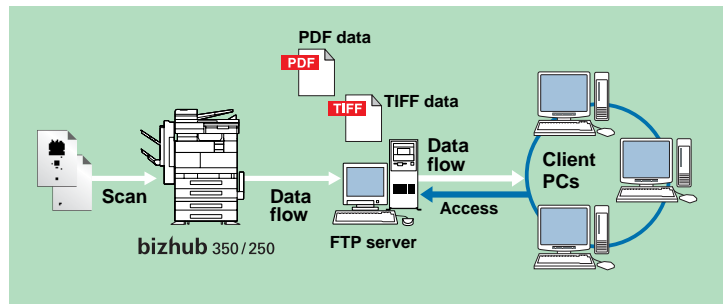 PDF data
PDF
TIFF data
TIFF
Scan
Data
flow
Data
flow
Access
Client
PCs
bizhub 350/250
FTP server